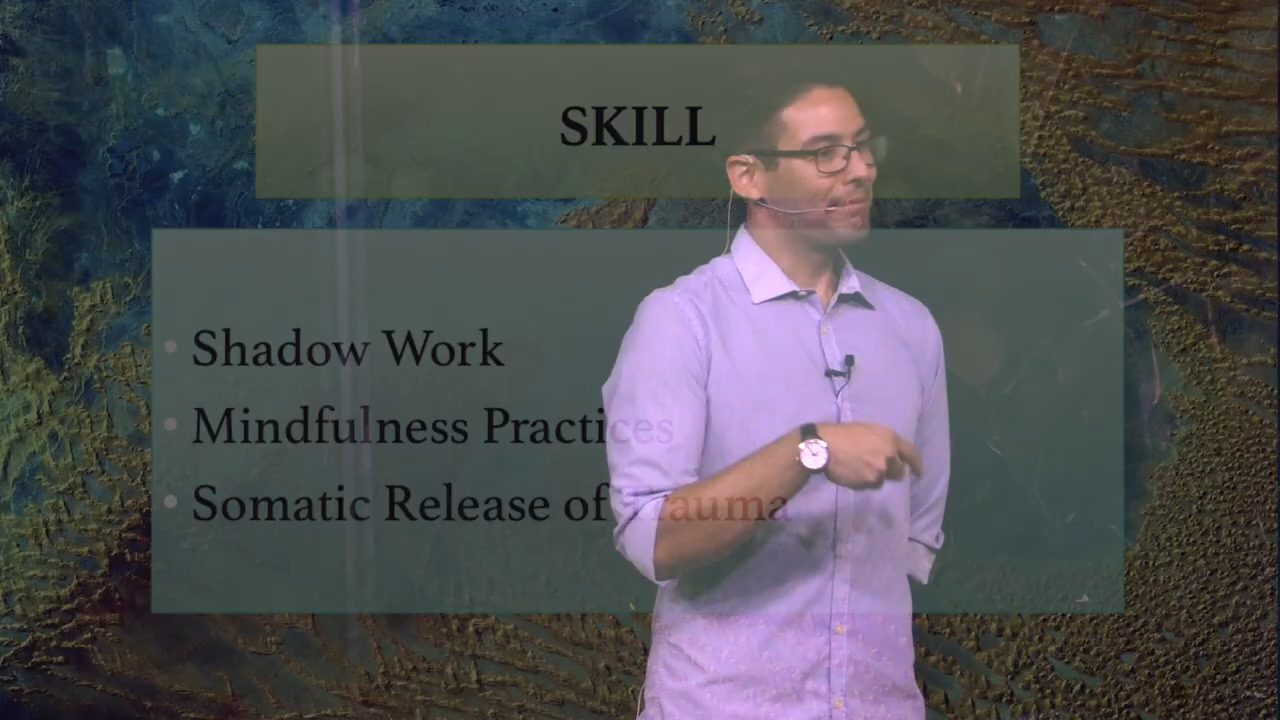 SKILL
• Shadow Work
• Mindfulness Practices
• Somatic Release of Trauma